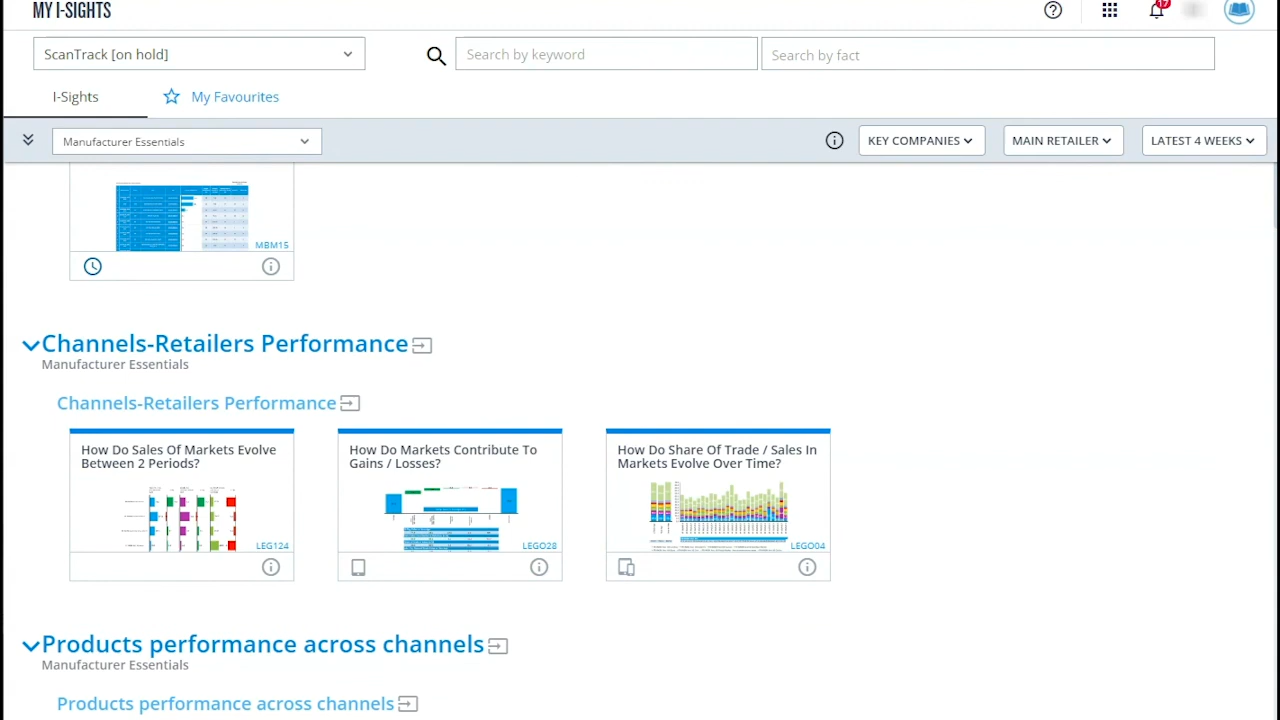 MY I-SIGHTS
17
ScanTrack [on hold]
Search by keyword
Search by fact
I-Sights
My Favourites
Manufacturer Essentials
KEY COMPANIES
MAIN RETAILER
LATEST 4 WEEKS
MBM15
Channels-Retailers Performance
Manufacturer Essentials
Channels-Retailers Performance
How Do Sales Of Markets Evolve
Between 2 Periods?
LEG124
How Do Markets Contribute To
Gains / Losses?
LEGO28
How Do Share Of Trade / Sales In
Markets Evolve Over Time?
LEGO04
Products performance across channels
Manufacturer Essentials
Products performance across channels